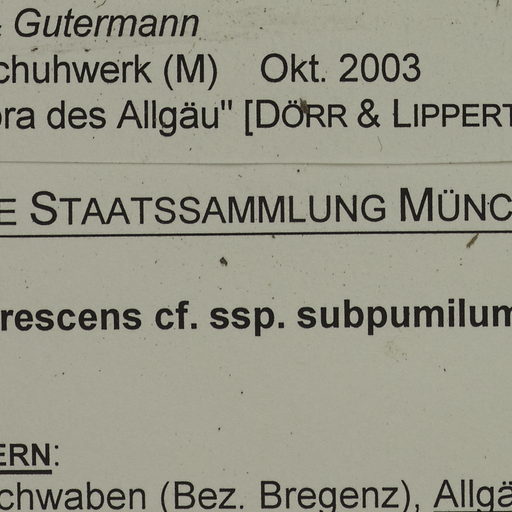 & Gutermann
chuhwerk (M) Okt. 2003
ora des Allgäu" [DÖRR & LIPPERT
E STAATSSAMMLUNG MÜNC
rescens cf. ssp. subpumilum
ERN:
chwaben (Bez. Bregenz), Allgä